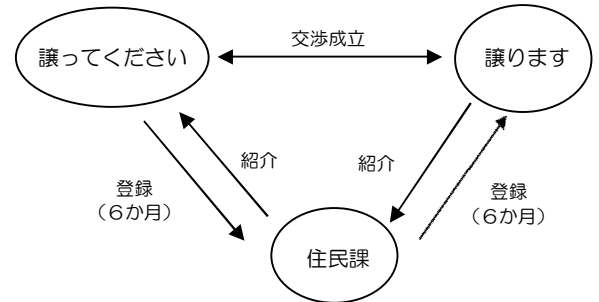 交渉成立
譲ってください
譲ります
紹介
紹介
登録
（６か月）
登録
（６か月）
住民課